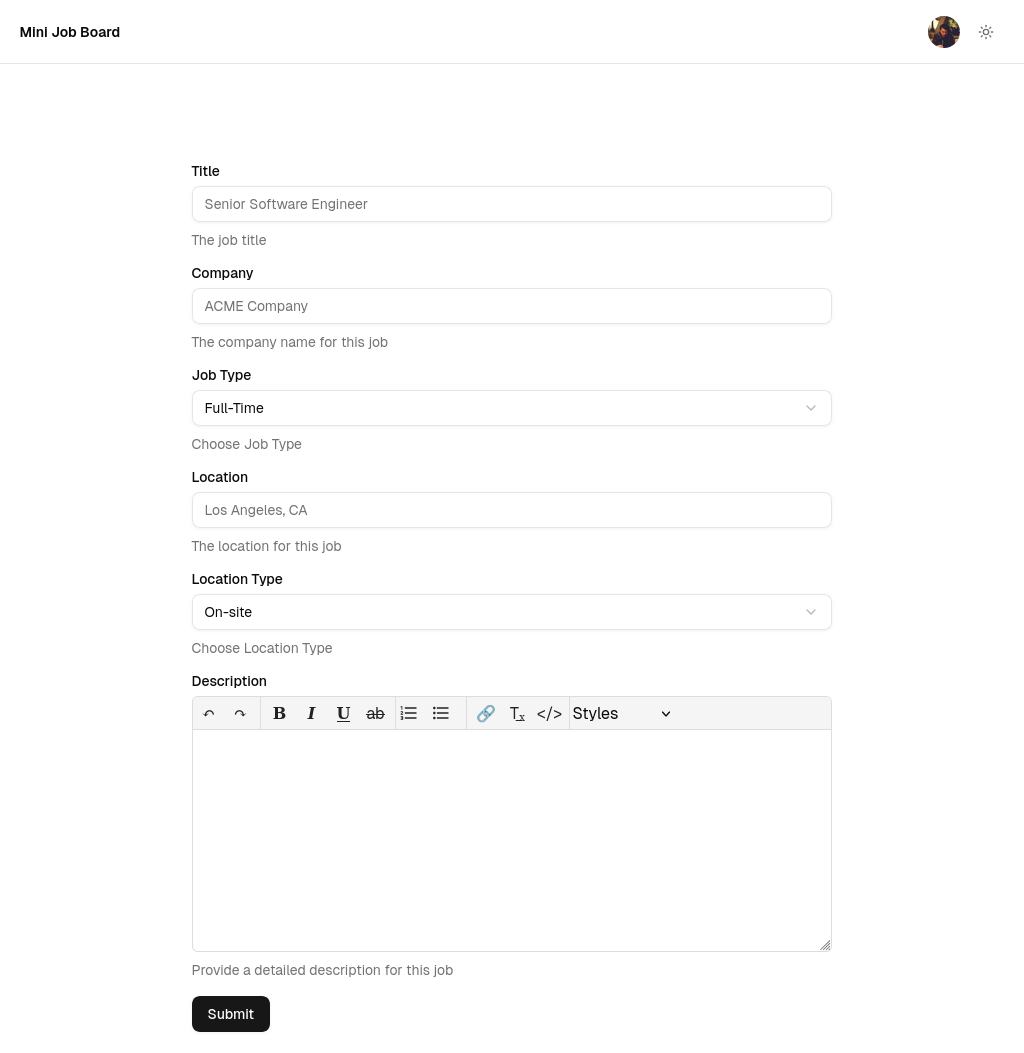 Mini Job Board
Title
Senior Software Engineer
The job title
Company
ACME Company
The company name for this job
Job Type
Full-Time
Choose Job Type
Location
Los Angeles, CA
The location for this job
Location Type
On-site
Choose Location Type
Description
B I U ab Tx </> Styles
Provide a detailed description for this job
Submit